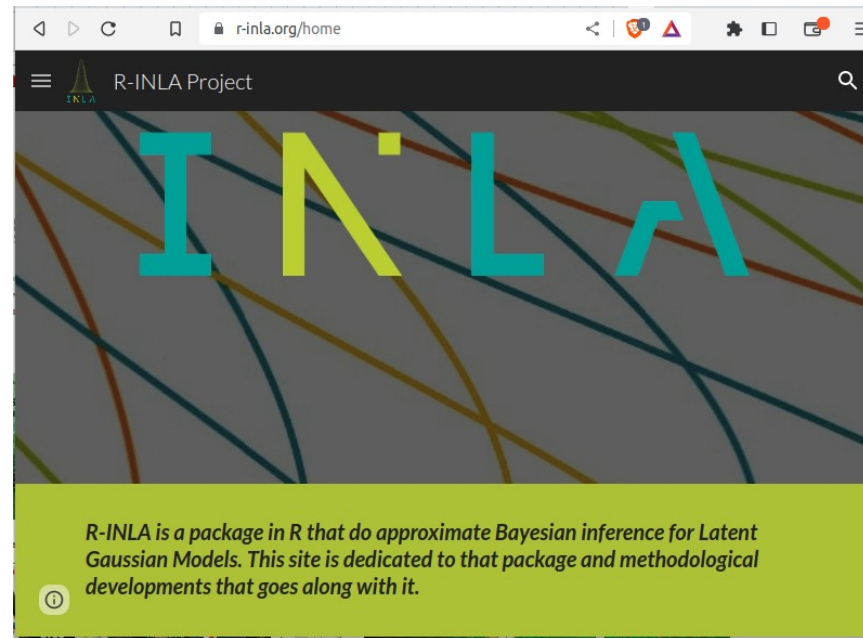 r-inla.org/home
1
INLA
R-INLA Project
INLA
R-INLA is a package in R that do approximate Bayesian inference for Latent
Gaussian Models. This site is dedicated to that package and methodological
developments that goes along with it.